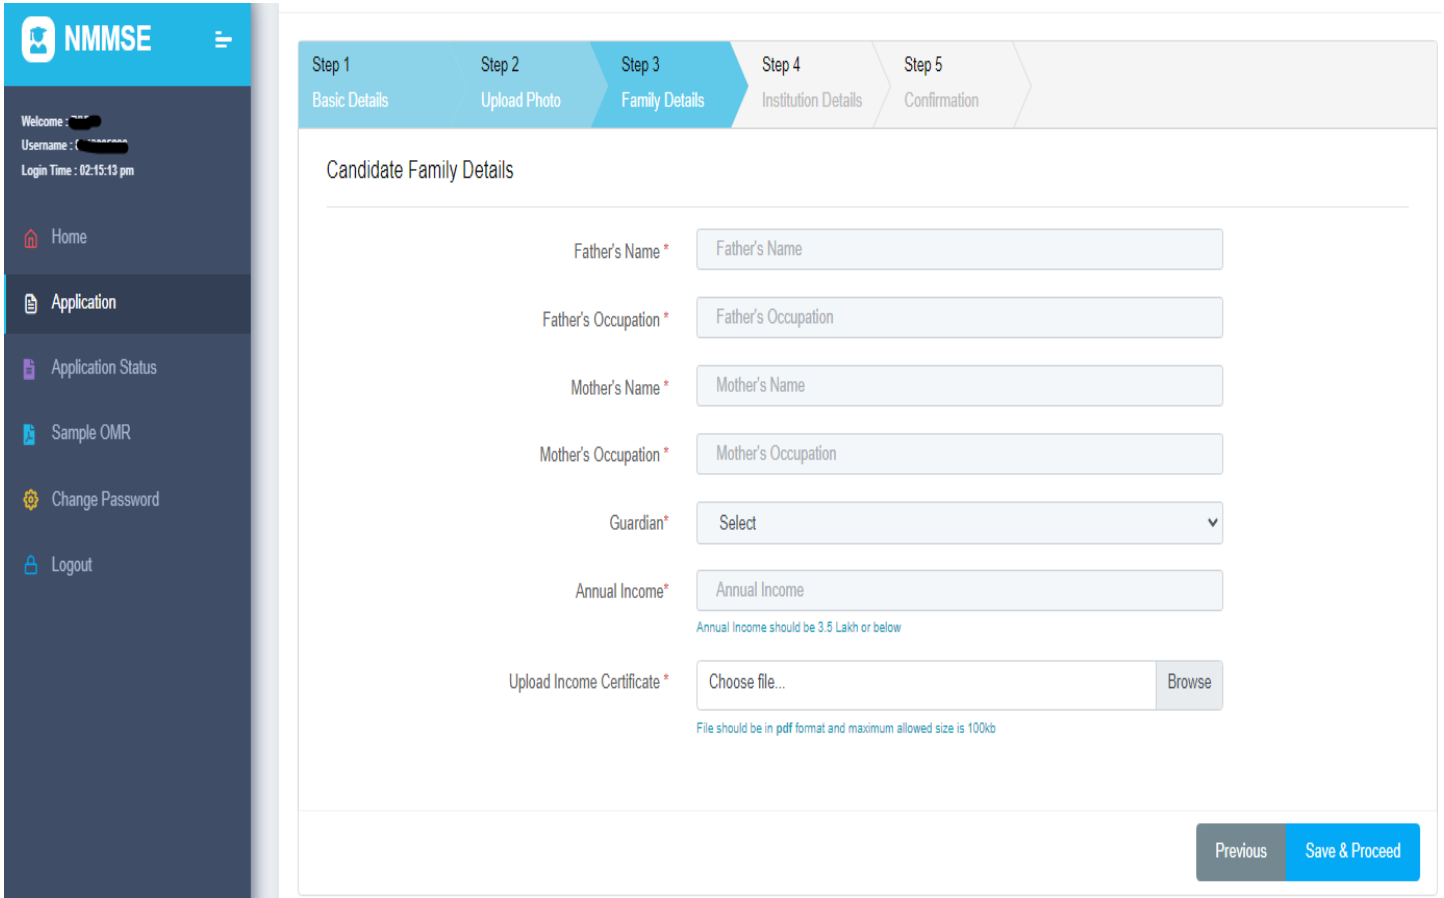 NMMSE
Welcome :
Username :
Login Time : 02:15:13 pm
Home
Application
Application Status
Sample OMR
Change Password
Logout
Step 1
Basic Details
Step 2
Upload Photo
Step 3
Family Details
Step 4
Institution Details
Step 5
Confirmation
Candidate Family Details
Father's Name *
Father's Name
Father's Occupation *
Father's Occupation
Mother's Name *
Mother's Name
Mother's Occupation *
Mother's Occupation
Guardian*
Select
Annual Income*
Annual Income
Annual Income should be 3.5 Lakh or below
Upload Income Certificate *
Choose file...
Browse
File should be in pdf format and maximum allowed size is 100kb
Previous
Save & Proceed